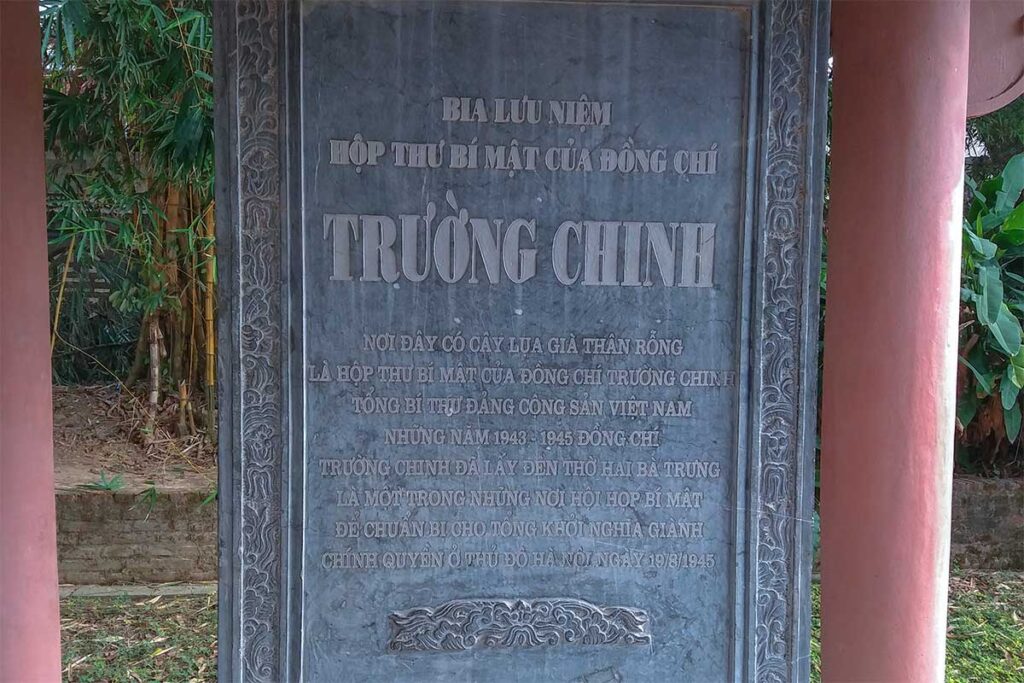 BIA LƯU NIỆM
HỘP THƯ BÍ MẬT CỦA ĐỒNG CHÍ
TRƯỜNG CHINH
NƠI ĐÂY CÓ CÂY LỤA GIÀ THÂN RỖNG
LÀ HỘP THƯ BÍ MẬT CỦA ĐỒNG CHÍ TRƯỜNG CHINH
TỔNG BÍ THƯ ĐẢNG CỘNG SẢN VIỆT NAM
NHỮNG NĂM 1943 - 1945 ĐỒNG CHÍ
TRƯỜNG CHINH ĐÃ LẤY ĐỀN THỜ HAI BÀ TRƯNG
LÀ MỘT TRONG NHỮNG NƠI HỘI HỌP BÍ MẬT
ĐỂ CHUẨN BỊ CHO TỔNG KHỞI NGHĨA GIÀNH
CHÍNH QUYỀN Ở THỦ ĐÔ HÀ NỘI NGÀY 19/8/1945